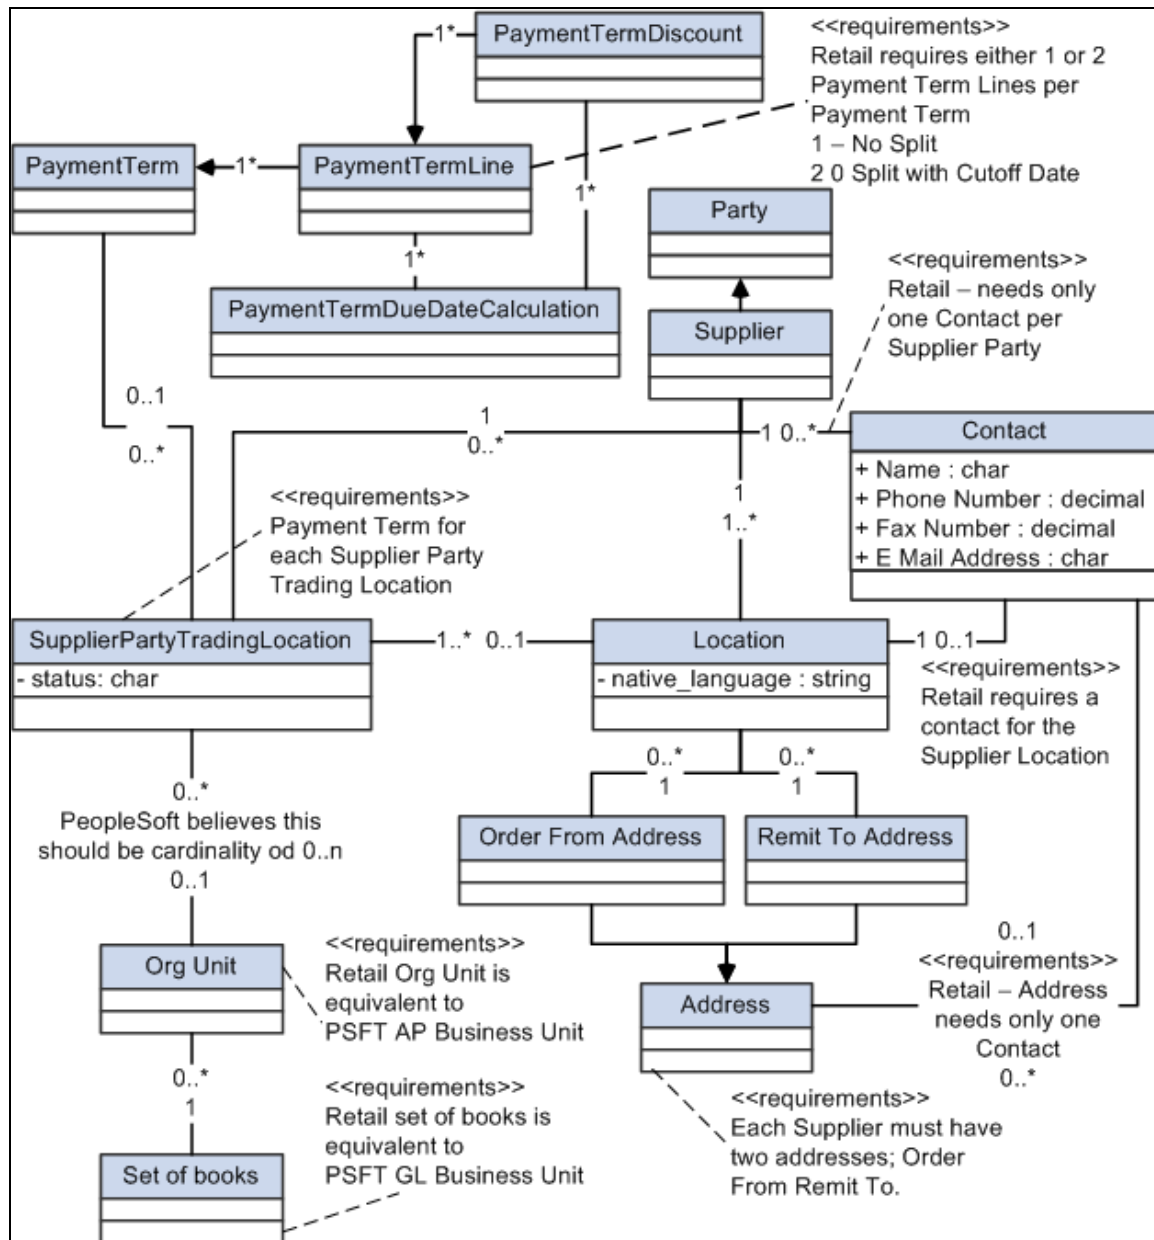 PaymentTermDiscount
1*
<<requirements>>
Retail requires either 1 or 2
Payment Term Lines per
Payment Term
1 – No Split
2 0 Split with Cutoff Date
PaymentTerm
1*
PaymentTermLine
1*
1*
Party
<<requirements>>
Retail – needs only
one Contact per
Supplier Party
PaymentTermDueDateCalculation
Supplier
0..1
0..*
1
0..*
1 0..*
Contact
+ Name : char
+ Phone Number : decimal
+ Fax Number : decimal
+ E Mail Address : char
<<requirements>>
Payment Term for
each Supplier Party
Trading Location
1
1..*
SupplierPartyTradingLocation
- status: char
1..* 0..1
Location
- native_language : string
1 0..1
<<requirements>>
Retail requires a
contact for the
Supplier Location
0..*
1
0..*
1
0..*
PeopleSoft believes this
should be cardinality od 0..n
0..1
Order From Address
Remit To Address
Org Unit
<<requirements>>
Retail Org Unit is
equivalent to
PSFT AP Business Unit
Address
0..1
<<requirements>>
Retail – Address
needs only one
Contact
0..*
0..*
1
<<requirements>>
Retail set of books is
equivalent to
PSFT GL Business Unit
<<requirements>>
Each Supplier must have
two addresses; Order
From Remit To.
Set of books